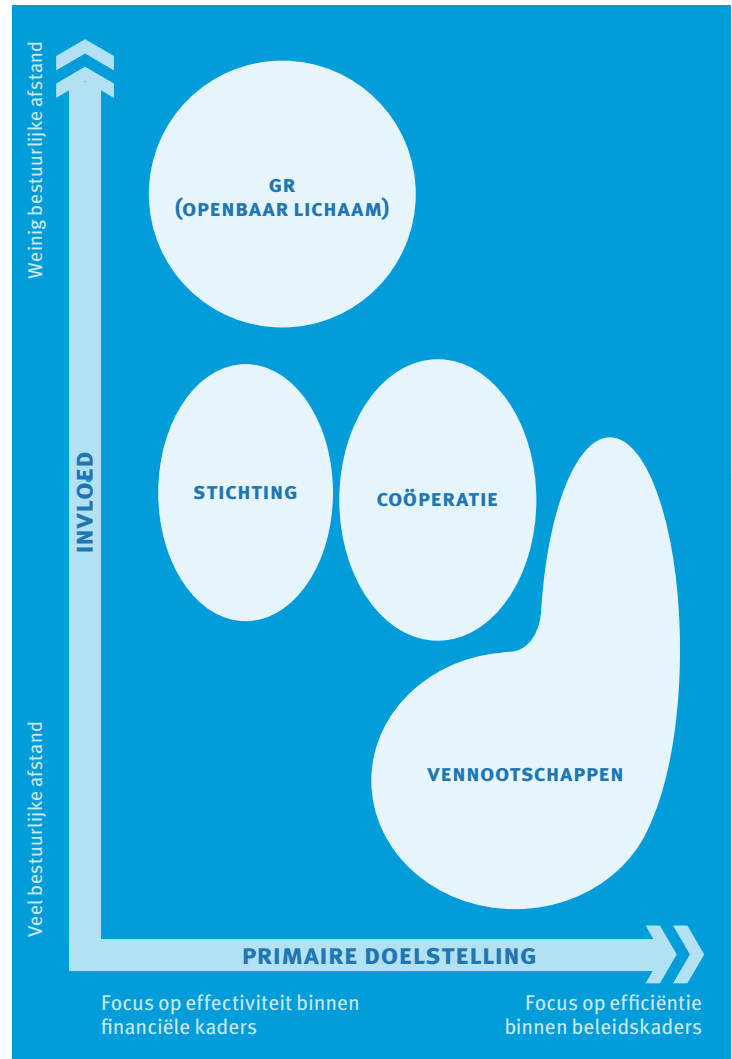 Weinig bestuurlijke afstand
GR
(OPENBAAR LICHAAM)
INVLOED
STICHTING
COÖPERATIE
VENNOOTSCHAPPEN
Veel bestuurlijke afstand
PRIMAIRE DOELSTELLING
Focus op effectiviteit binnen
financiële kaders
Focus op efficiëntie
binnen beleidskaders